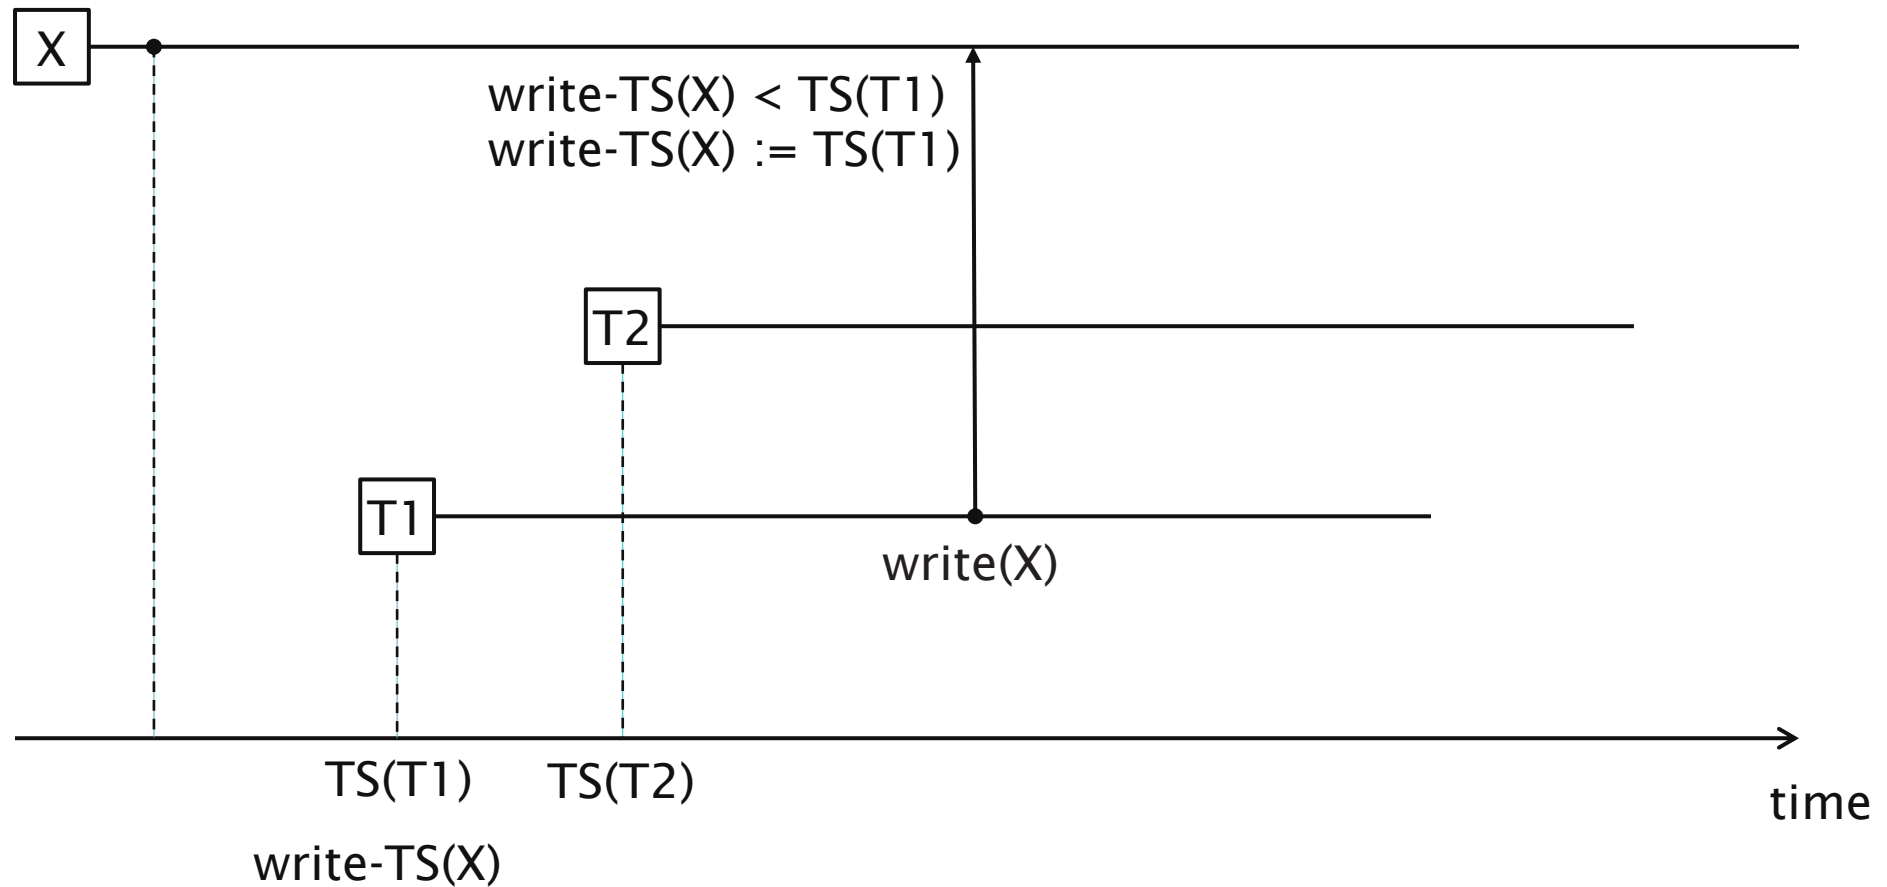 X
write-TS(X) < TS(T1)
write-TS(X) := TS(T1)
T2
T1
write(X)
TS(T1)
TS(T2)
time
write-TS(X)